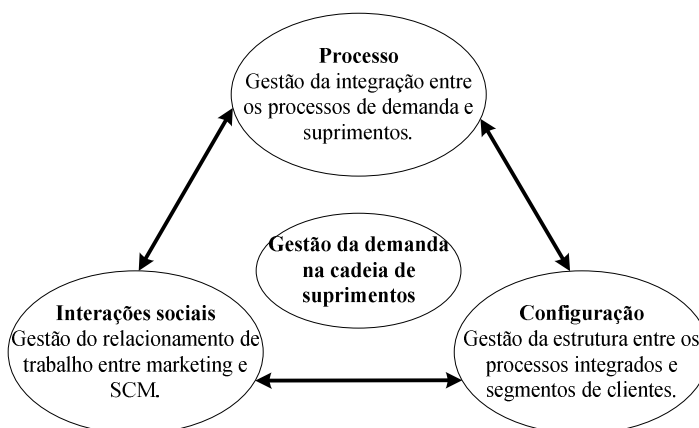 Processo
Gestão da integração entre
os processos de demanda e
suprimentos.
Gestão da demanda
na cadeia de
suprimentos
Interações sociais
Gestão do relacionamento de
trabalho entre marketing e
SCM.
Configuração
Gestão da estrutura entre os
processos integrados e
segmentos de clientes.